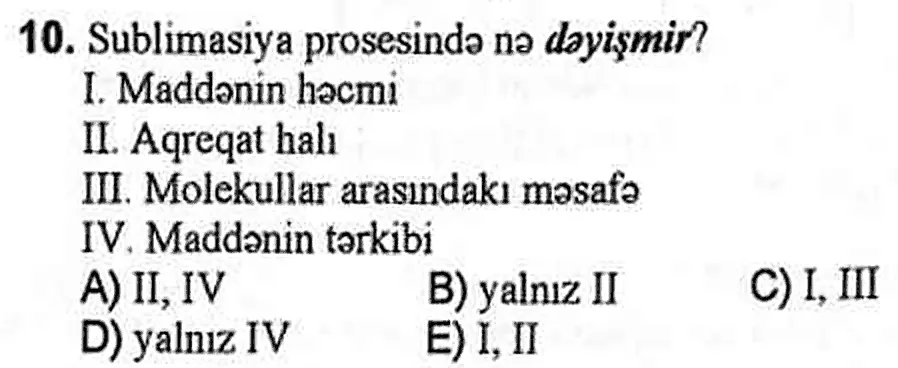 10. Sublimasiya prosesində nə dəyişmir?
I. Maddənin həcmi
II. Aqreqat halı
III. Molekullar arasındakı məsafə
IV. Maddənin tərkibi
A) II, IV B) yalnız II C) I, III
D) yalnız IV E) I, II